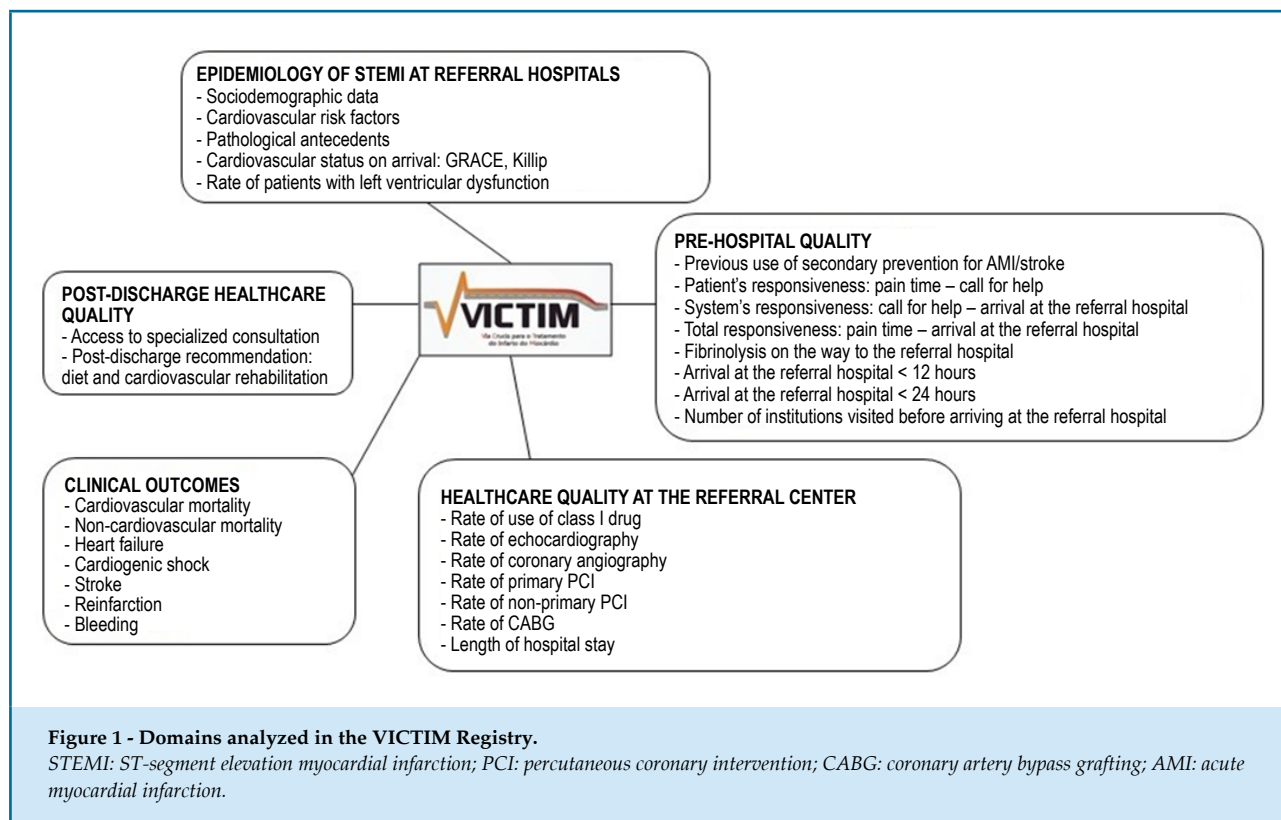 EPIDEMIOLOGY OF STEMI AT REFERRAL HOSPITALS
- Sociodemographic data
- Cardiovascular risk factors
- Pathological antecedents
- Cardiovascular status on arrival: GRACE, Killip
- Rate of patients with left ventricular dysfunction
PRE-HOSPITAL QUALITY
- Previous use of secondary prevention for AMI/stroke
- Patient's responsiveness: pain time – call for help
- System's responsiveness: call for help – arrival at the referral hospital
- Total responsiveness: pain time – arrival at the referral hospital
- Fibrinolysis on the way to the referral hospital
- Arrival at the referral hospital < 12 hours
- Arrival at the referral hospital < 24 hours
- Number of institutions visited before arriving at the referral hospital
POST-DISCHARGE HEALTHCARE
QUALITY
- Access to specialized consultation
- Post-discharge recommendation:
diet and cardiovascular rehabilitation
VICTIM
Via Crucis para o Tratamento
do Infarto do Miocárdio
CLINICAL OUTCOMES
- Cardiovascular mortality
- Non-cardiovascular mortality
- Heart failure
- Cardiogenic shock
- Stroke
- Reinfarction
- Bleeding
HEALTHCARE QUALITY AT THE REFERRAL CENTER
- Rate of use of class I drug
- Rate of echocardiography
- Rate of coronary angiography
- Rate of primary PCI
- Rate of non-primary PCI
- Rate of CABG
- Length of hospital stay
Figure 1 - Domains analyzed in the VICTIM Registry.
STEMI: ST-segment elevation myocardial infarction; PCI: percutaneous coronary intervention; CABG: coronary artery bypass grafting; AMI: acute
myocardial infarction.